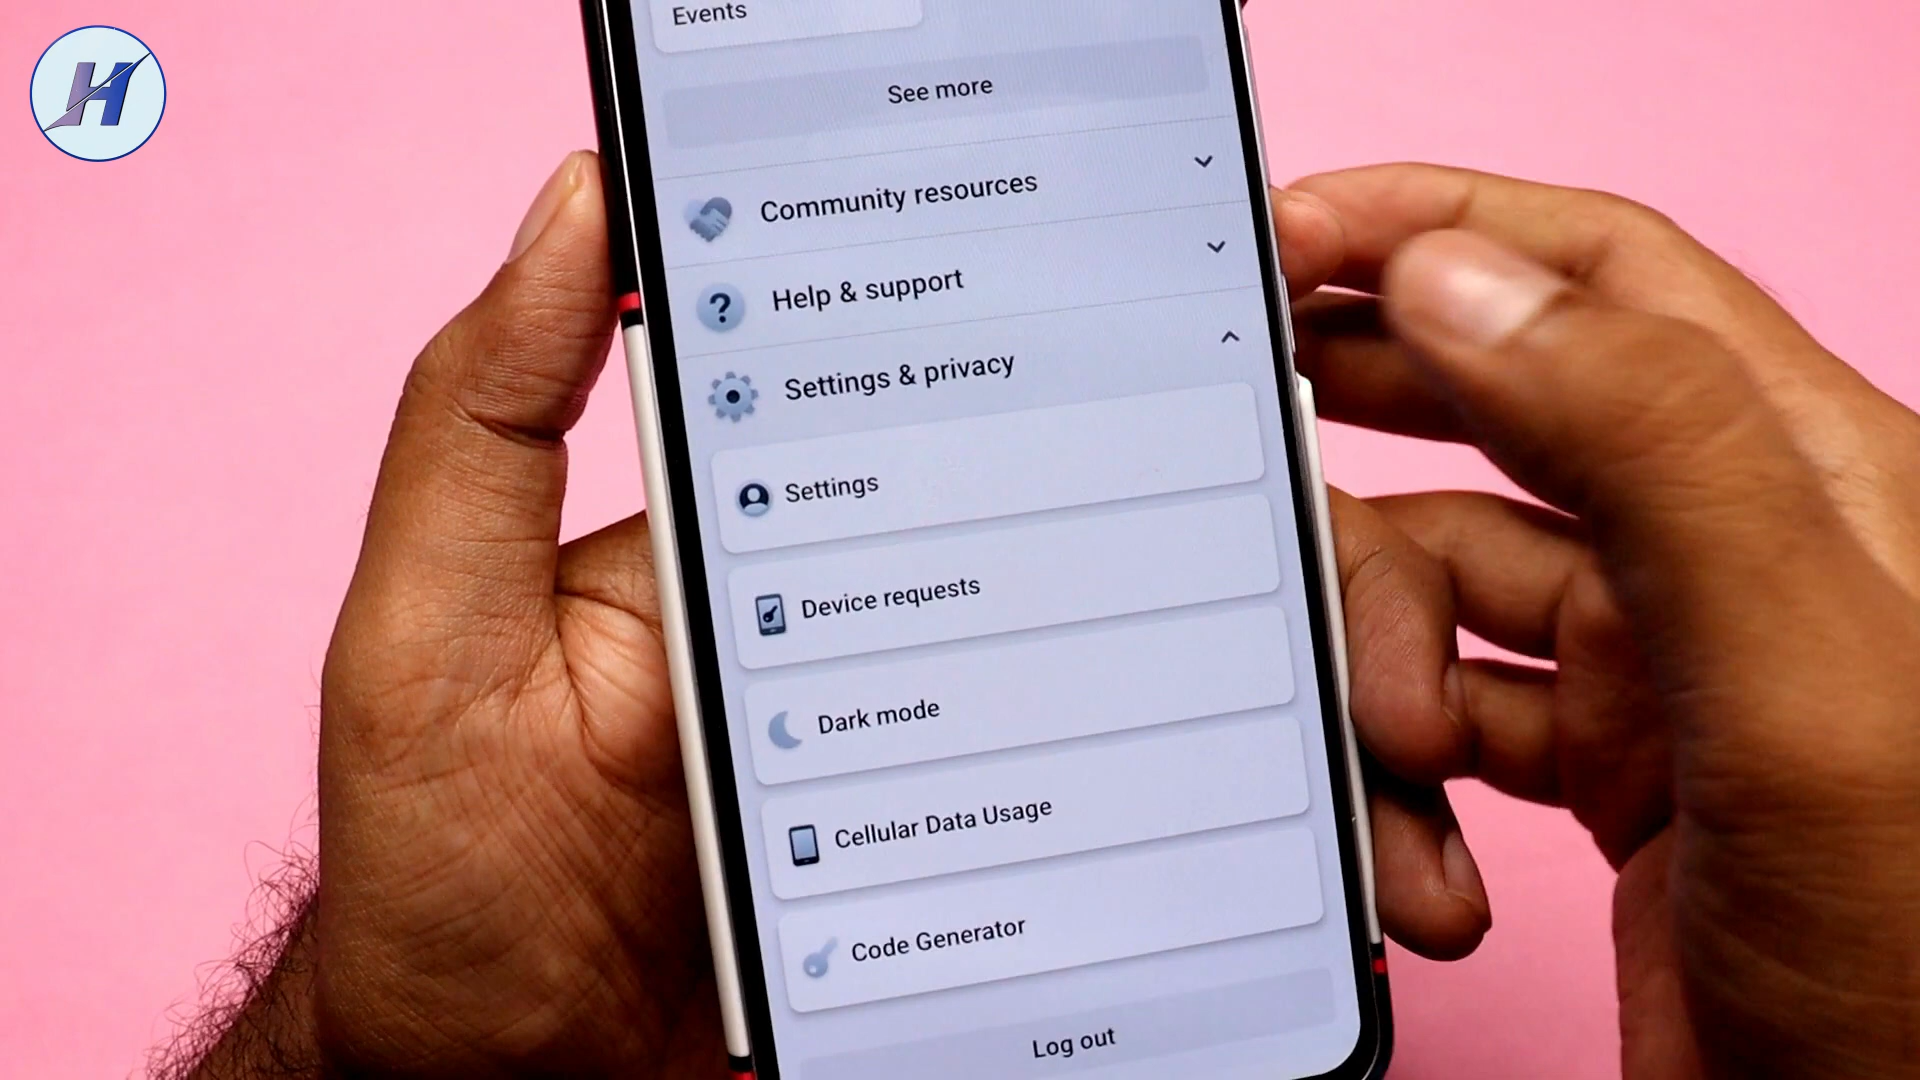 H
Events
See more
Community resources
Help & support
Settings & privacy
Settings
Device requests
Dark mode
Cellular Data Usage
Code Generator
Log out